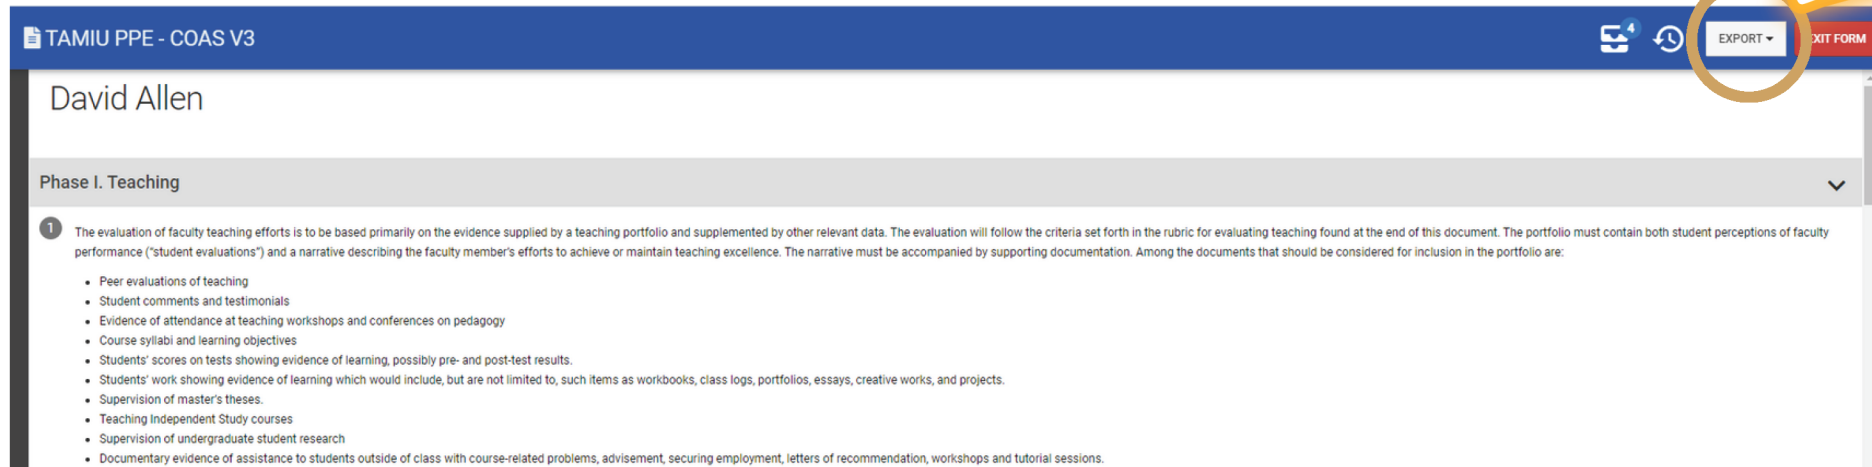 TAMIU PPE - COAS V3
4
EXPORT
EXIT FORM
David Allen
Phase I. Teaching
1
The evaluation of faculty teaching efforts is to be based primarily on the evidence supplied by a teaching portfolio and supplemented by other relevant data. The evaluation will follow the criteria set forth in the rubric for evaluating teaching found at the end of this document. The portfolio must contain both student perceptions of faculty
performance ("student evaluations") and a narrative describing the faculty member's efforts to achieve or maintain teaching excellence. The narrative must be accompanied by supporting documentation. Among the documents that should be considered for inclusion in the portfolio are:
• Peer evaluations of teaching
• Student comments and testimonials
• Evidence of attendance at teaching workshops and conferences on pedagogy
• Course syllabi and learning objectives
• Students' scores on tests showing evidence of learning, possibly pre- and post-test results.
• Students' work showing evidence of learning which would include, but are not limited to, such items as workbooks, class logs, portfolios, essays, creative works, and projects.
• Supervision of master's theses.
• Teaching Independent Study courses
• Supervision of undergraduate student research
• Documentary evidence of assistance to students outside of class with course-related problems, advisement, securing employment, letters of recommendation, workshops and tutorial sessions.